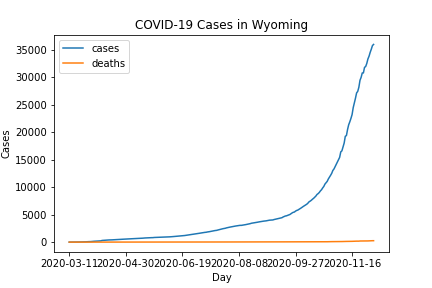 COVID-19 Cases in Wyoming
cases
deaths
35000
30000
25000
20000
15000
10000
5000
0
Cases
2020-03-11 2020-04-30 2020-06-19 2020-08-08 2020-09-27 2020-11-16
Day